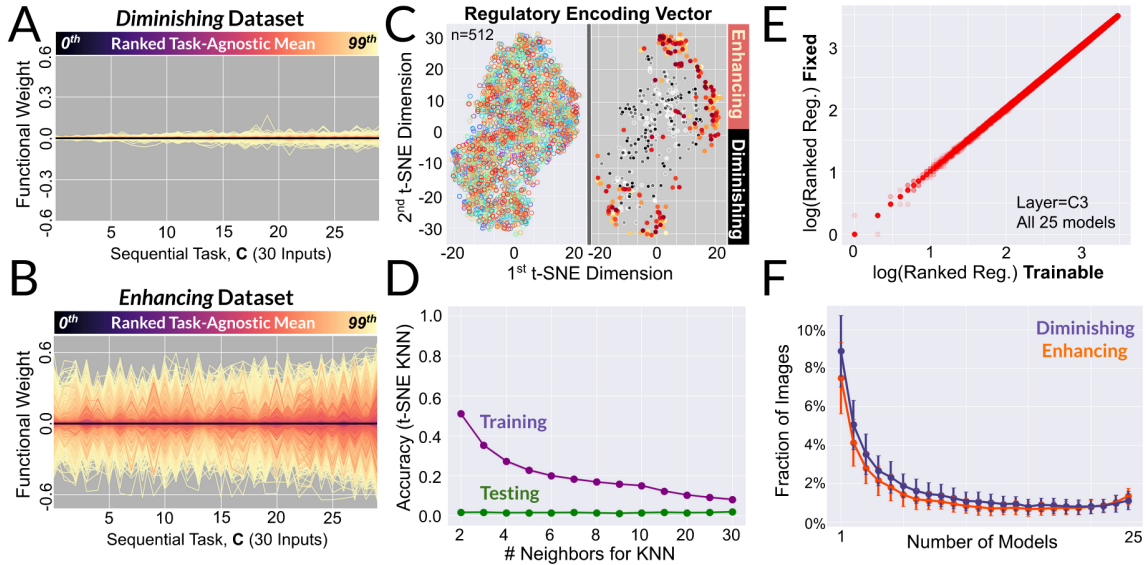 A
Diminishing Dataset
0th Ranked Task-Agnostic Mean 99th
Functional Weight
0.6
0.3
0.0
-0.3
-0.6
5 10 15 20 25
Sequential Task, C (30 Inputs)
B
Enhancing Dataset
0th Ranked Task-Agnostic Mean 99th
Functional Weight
0.6
0.0
-0.6
5 10 15 20 25
Sequential Task, C (30 Inputs)
C
Regulatory Encoding Vector
n=512
2nd t-SNE Dimension
30
20
10
0
-10
-20
-30
-20 0 20 -20 0 20
1st t-SNE Dimension
Enhancing
Diminishing
D
Accuracy (t-SNE KNN)
1.0
0.8
0.6
0.4
0.2
0.0
Training
Testing
2 4 6 8 10 20 30
# Neighbors for KNN
E
log(Ranked Reg.) Fixed
3
2
1
0
Layer=C3
All 25 models
0 1 2 3
log(Ranked Reg.) Trainable
F
Fraction of Images
10%
8%
6%
4%
2%
0%
Diminishing
Enhancing
1 25
Number of Models